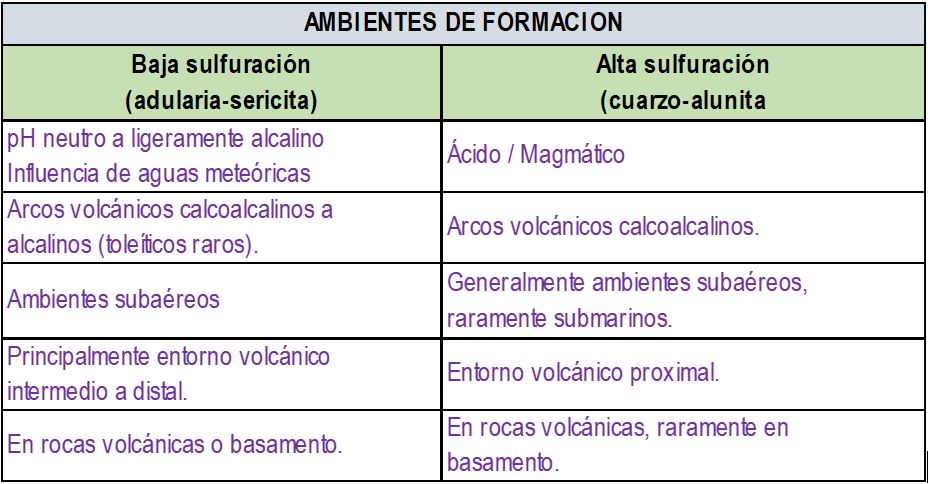 AMBIENTES DE FORMACION
Baja sulfuración
(adularia-sericita)
Alta sulfuración
(cuarzo-alunita
pH neutro a ligeramente alcalino
Influencia de aguas meteóricas
Ácido / Magmático
Arcos volcánicos calcoalcalinos a
alcalinos (toleíticos raros).
Arcos volcánicos calcoalcalinos.
Ambientes subaéreos
Generalmente ambientes subaéreos,
raramente submarinos.
Principalmente entorno volcánico
intermedio a distal.
Entorno volcánico proximal.
En rocas volcánicas o basamento.
En rocas volcánicas, raramente en
basamento.